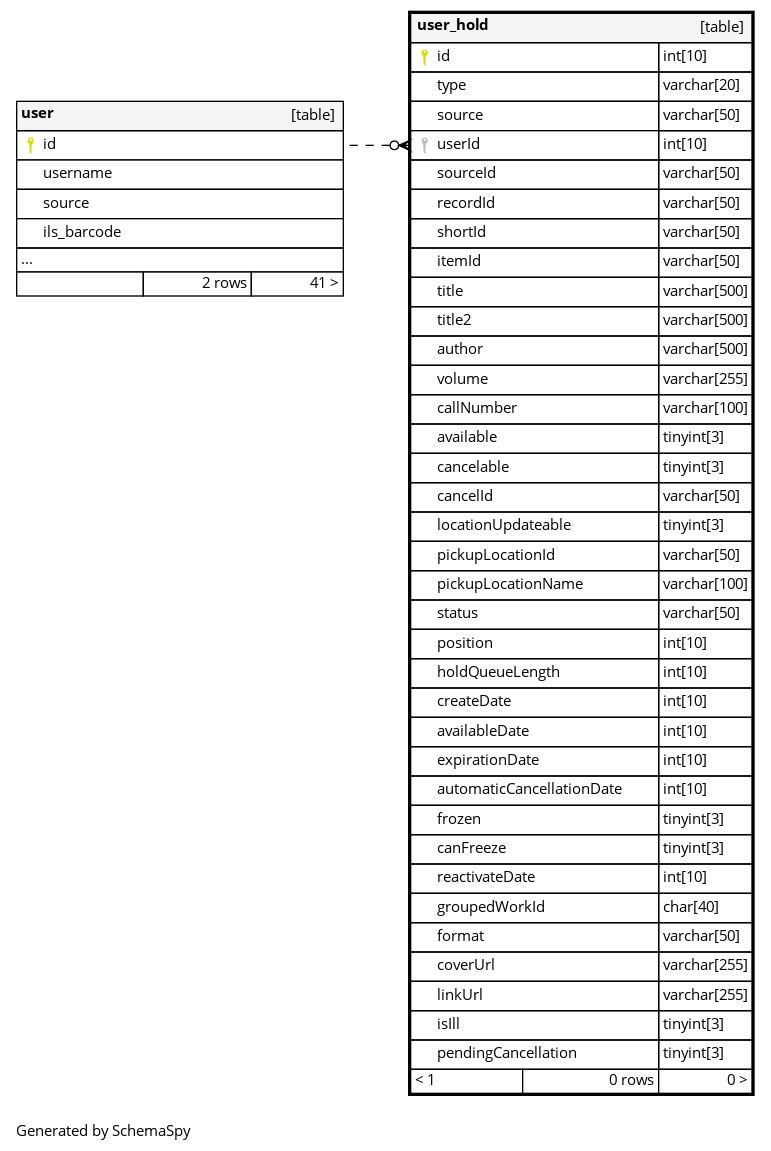 user [table]
id
username
source
ils_barcode
...
2 rows 41 >
user_hold [table]
id int[10]
type varchar[20]
source varchar[50]
userId int[10]
sourceId varchar[50]
recordId varchar[50]
shortId varchar[50]
itemId varchar[50]
title varchar[500]
title2 varchar[500]
author varchar[500]
volume varchar[255]
callNumber varchar[100]
available tinyint[3]
cancelable tinyint[3]
cancelId varchar[50]
locationUpdateable tinyint[3]
pickupLocationId varchar[50]
pickupLocationName varchar[100]
status varchar[50]
position int[10]
holdQueueLength int[10]
createDate int[10]
availableDate int[10]
expirationDate int[10]
automaticCancellationDate int[10]
frozen tinyint[3]
canFreeze tinyint[3]
reactivateDate int[10]
groupedWorkId char[40]
format varchar[50]
coverUrl varchar[255]
linkUrl varchar[255]
isIll tinyint[3]
pendingCancellation tinyint[3]
< 1 0 rows 0 >
Generated by SchemaSpy